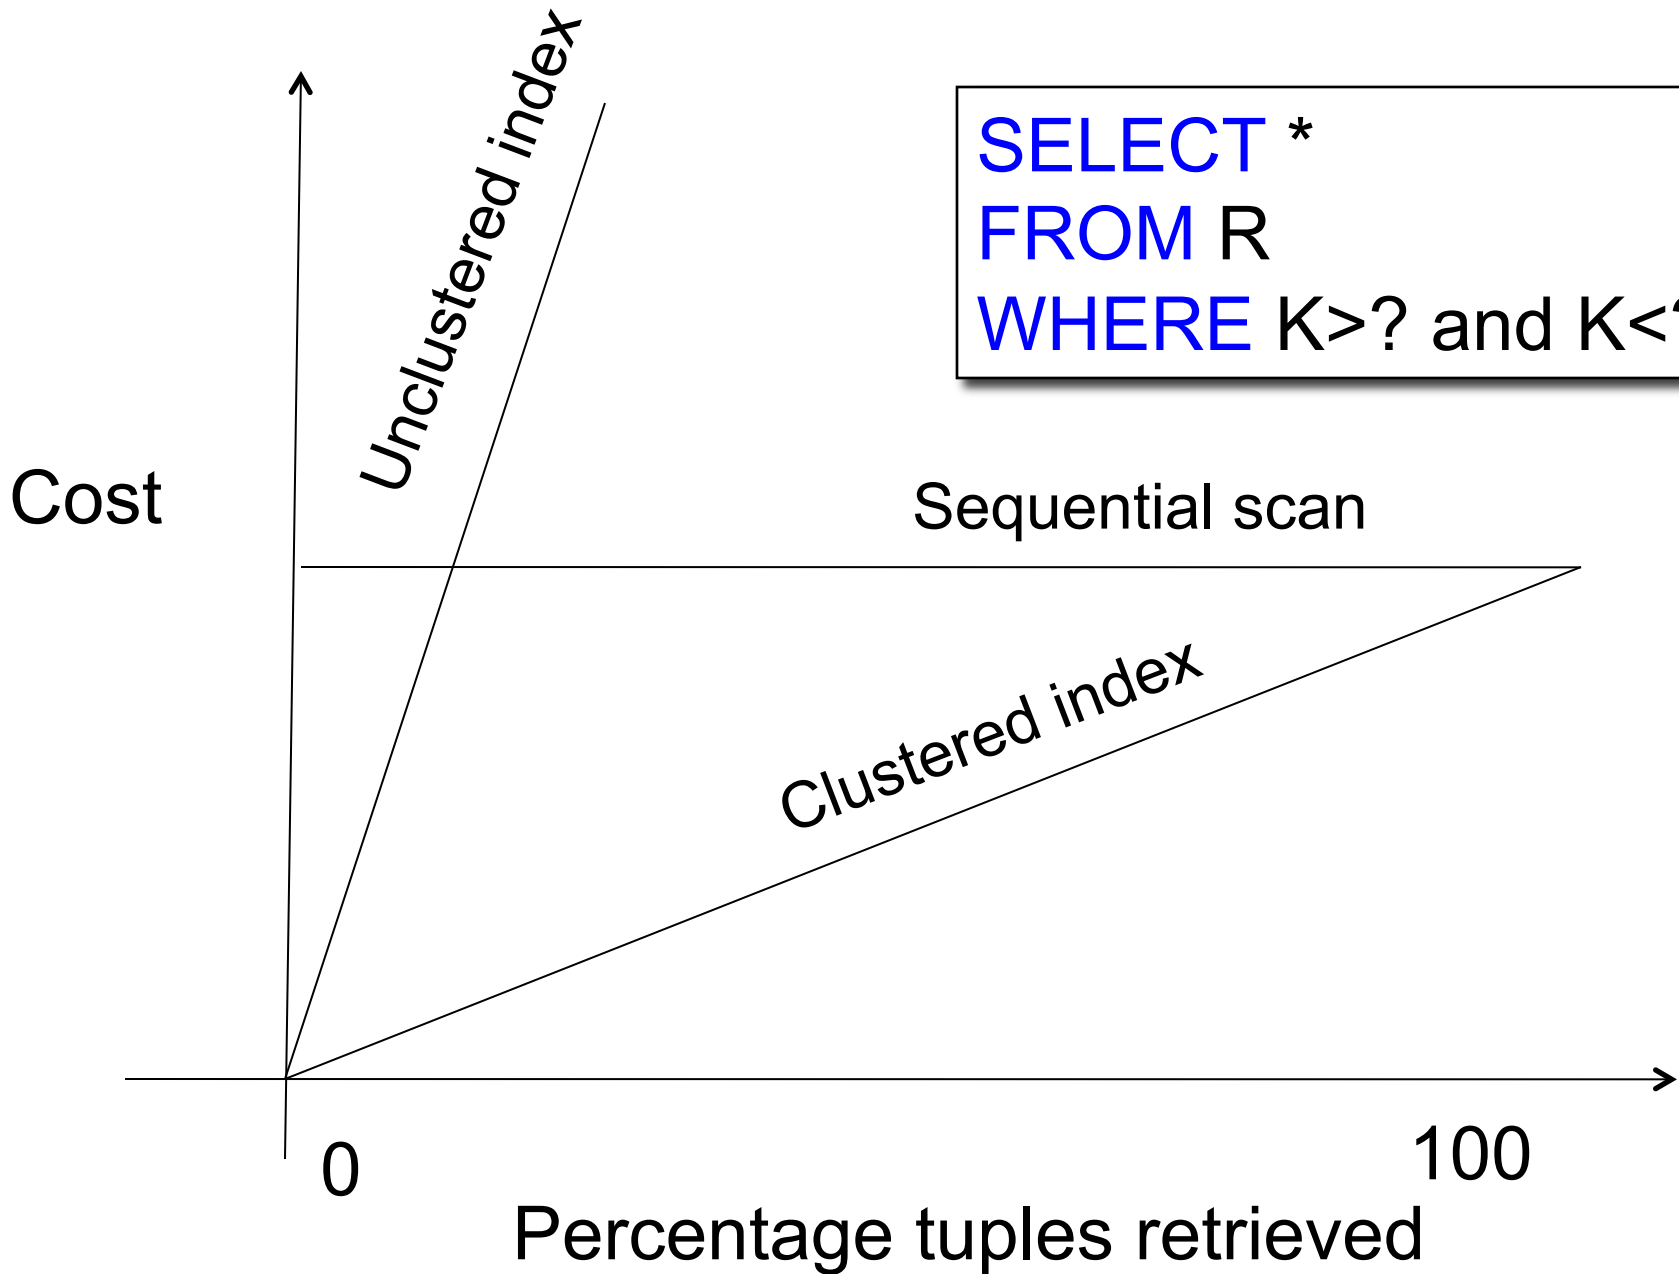 Unclustered index
SELECT *
FROM R
WHERE K>? and K<?
Cost
Sequential scan
Clustered index
0
100
Percentage tuples retrieved